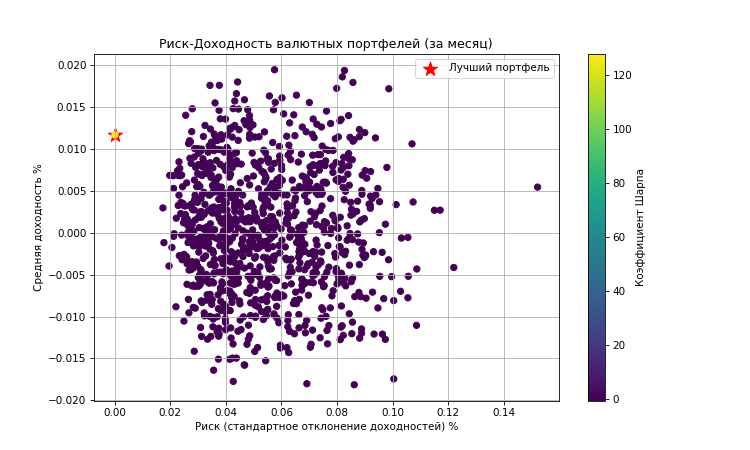 Риск-Доходность валютных портфелей (за месяц)
Лучший портфель
0.020
0.015
0.010
0.005
0.000
−0.005
−0.010
−0.015
−0.020
Средняя доходность %
0.00 0.02 0.04 0.06 0.08 0.10 0.12 0.14
Риск (стандартное отклонение доходностей) %
120
100
80
60
40
20
0
Коэффициент Шарпа